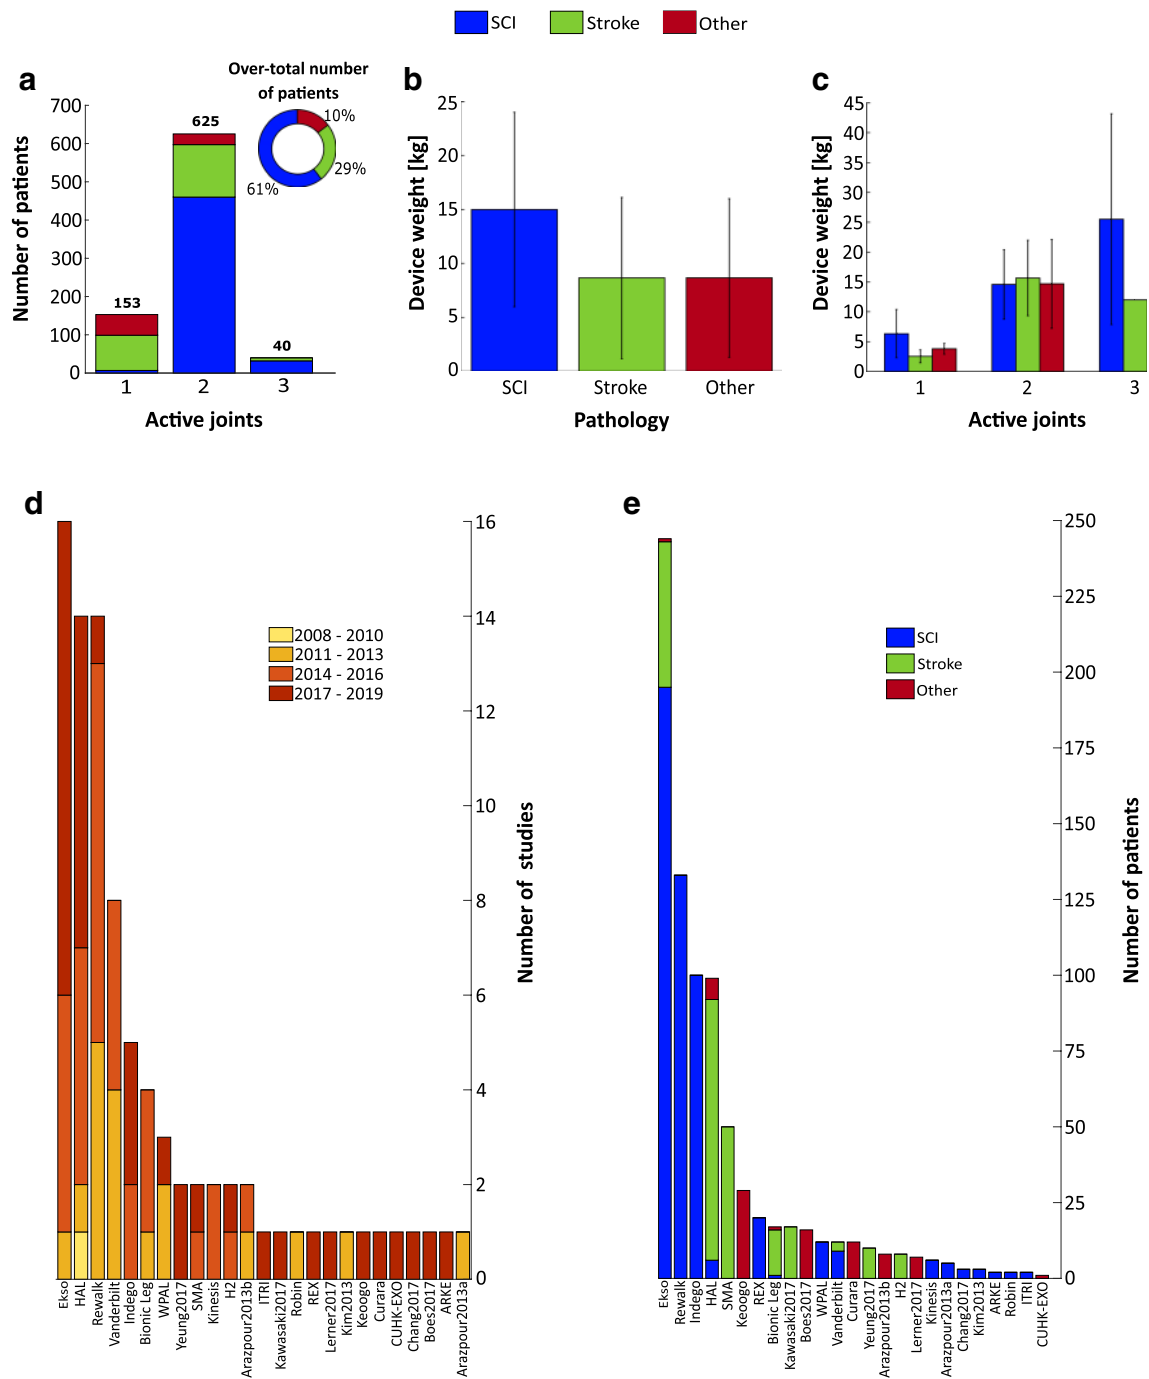 SCI
Stroke
Other
a
Over-total number
of patients
10%
29%
61%
Number of patients
700
600
500
400
300
200
100
0
153
625
40
1
2
3
Active joints
b
Device weight [kg]
25
20
15
10
5
0
SCI
Stroke
Other
Pathology
c
Device weight [kg]
45
40
35
30
25
20
15
10
5
0
1
2
3
Active joints
d
16
14
12
10
8
6
4
2
0
Number of studies
2008 - 2010
2011 - 2013
2014 - 2016
2017 - 2019
Ekso
HAL
Rewalk
Vanderbilt
Indego
Bionic Leg
WPAL
Yeung2017
SMA
Kinesis
H2
Arazpour2013b
ITRI
Kawasaki2017
Robin
REX
Lerner2017
Kim2013
Keoogo
Curara
CUHK-EXO
Chang2017
Boes2017
ARKE
Arazpour2013a
e
250
225
200
175
150
125
100
75
50
25
0
Number of patients
SCI
Stroke
Other
Ekso
Rewalk
Indego
HAL
SMA
Keoogo
REX
Bionic Leg
Kawasaki2017
Boes2017
WPAL
Vanderbilt
Curara
Yeung2017
Arazpour2013b
H2
Lerner2017
Kinesis
Arazpour2013a
Chang2017
Kim2013
ARKE
Robin
ITRI
CUHK-EXO